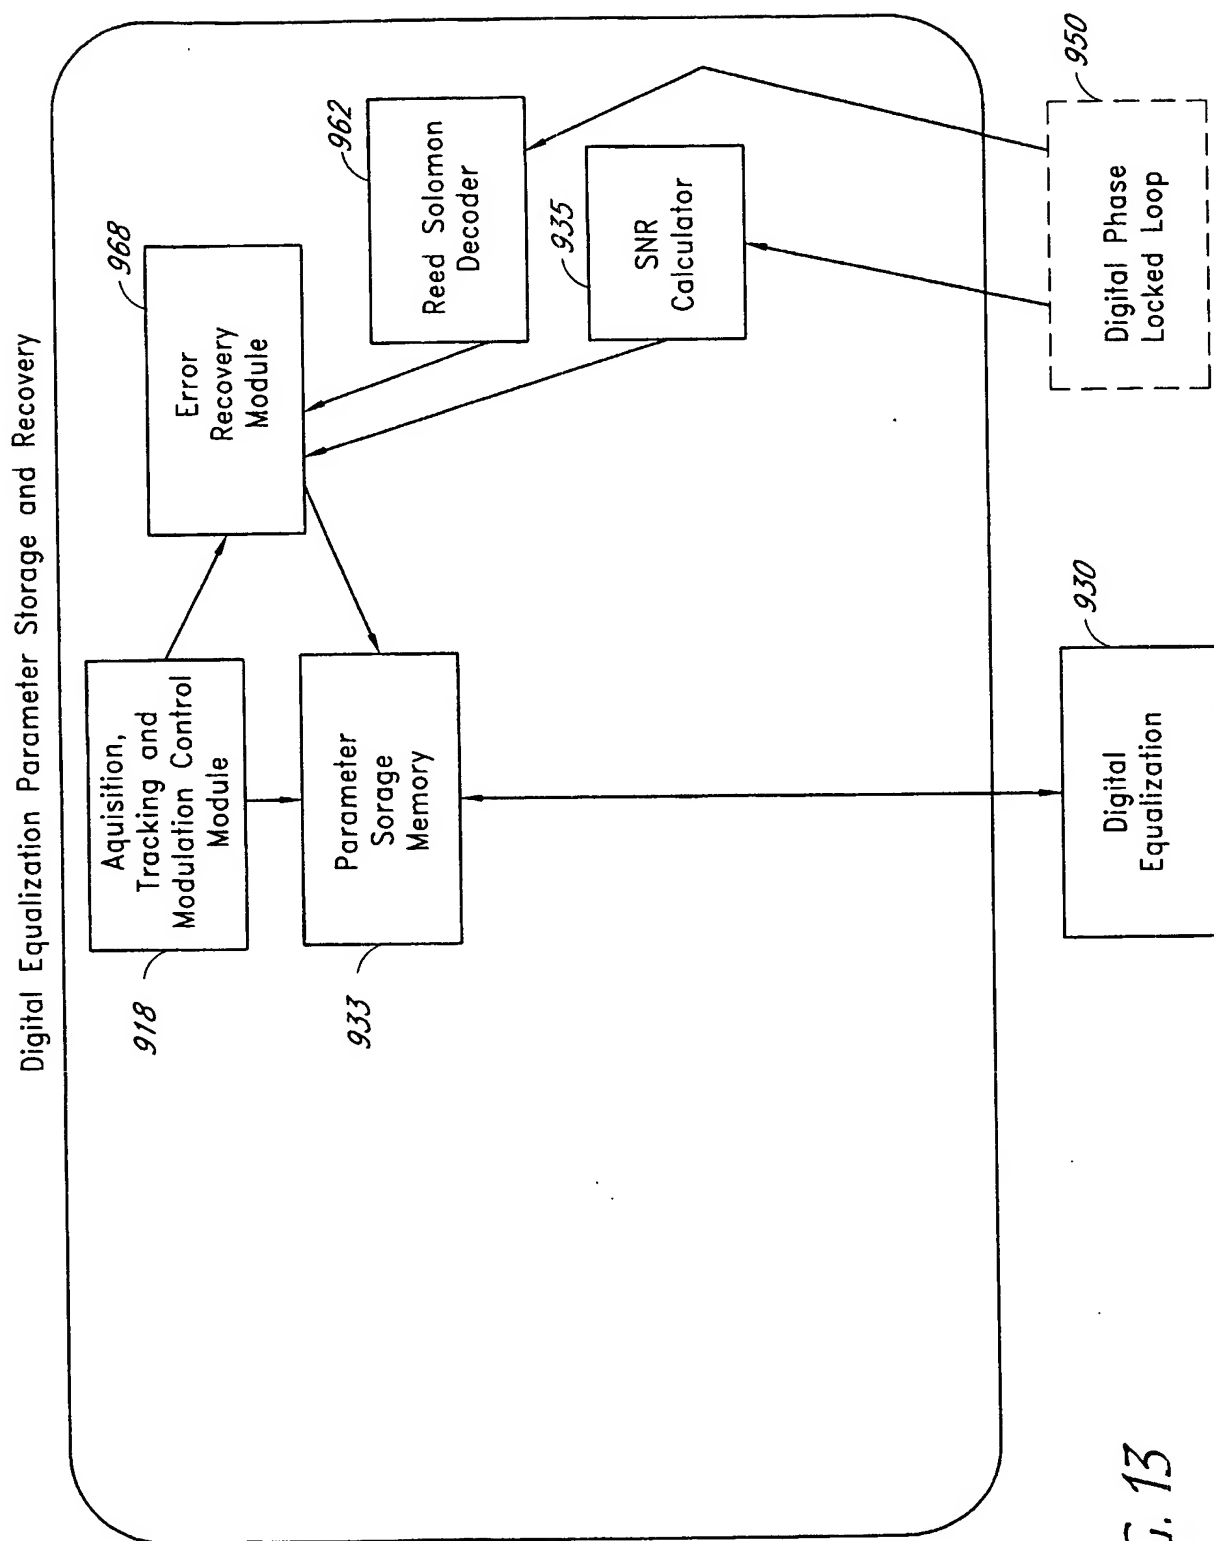 Digital Equalization Parameter Storage and Recovery
918
Aquisition,
Tracking and
Modulation Control
Module
968
Error
Recovery
Module
962
Reed Solomon
Decoder
933
Parameter
Sorage
Memory
935
SNR
Calculator
930
Digital
Equalization
950
Digital Phase
Locked Loop
13